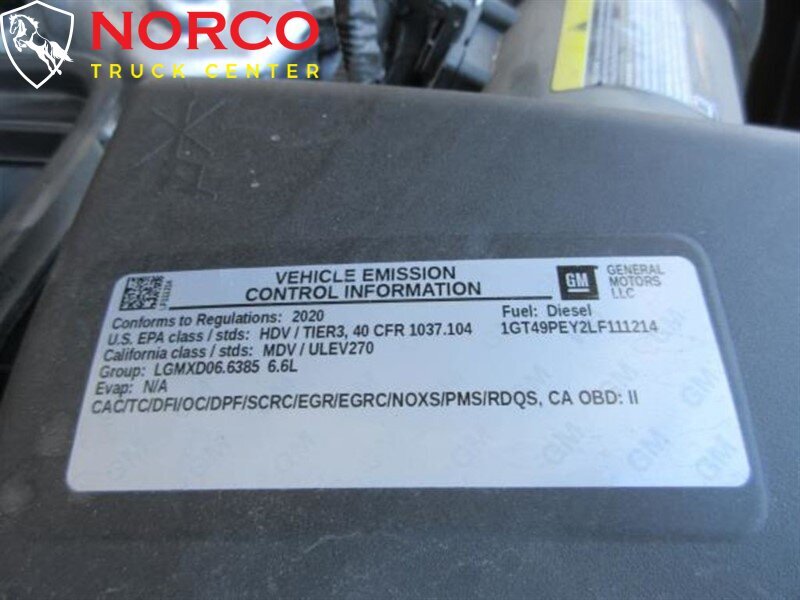 NORCO
TRUCK CENTER
VEHICLE EMISSION
CONTROL INFORMATION
GM
GENERAL
MOTORS
LLC
LF111214
Conforms to Regulations: 2020
Fuel: Diesel
U.S. EPA class / stds: HDV / TIER3, 40 CFR 1037.104
1GT49PEY2LF111214
California class / stds: MDV / ULEV270
Group: LGMXD06.6385 6.6L
Evap: N/A
CAC/TC/DFI/OC/DPF/SCRC/EGR/EGRC/NOXS/PMS/RDQS, CA OBD: II